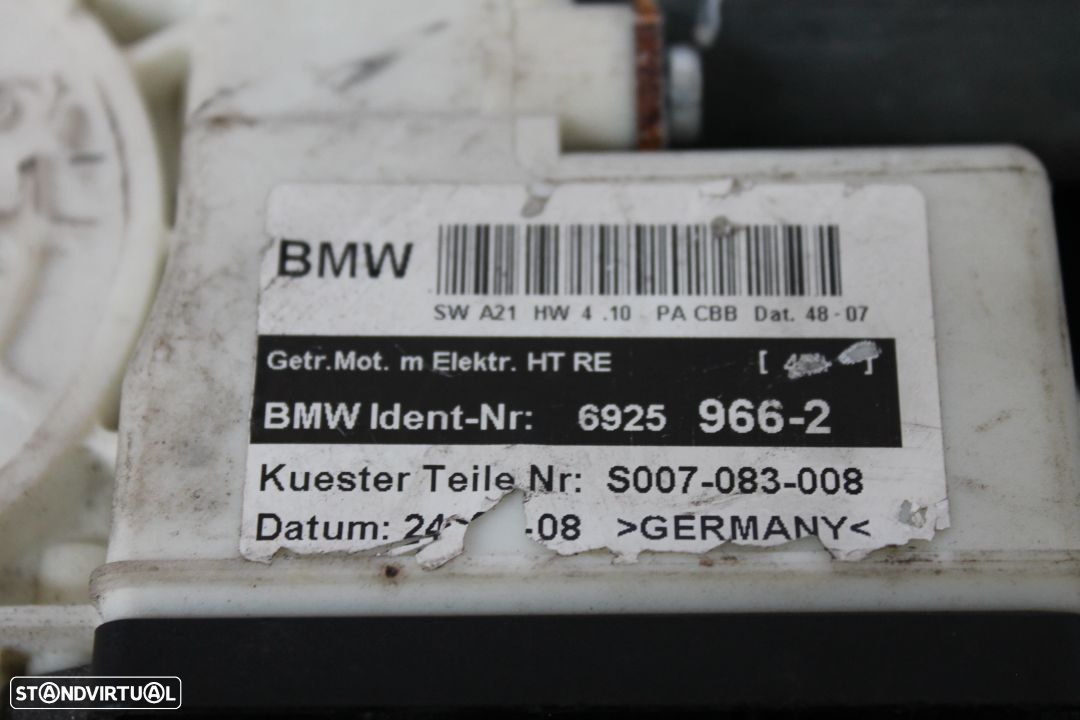 BMW
SW A21 HW 4 .10 PA CBB Dat. 48-07
Getr.Mot. m Elektr. HT RE [ ]
BMW Ident-Nr: 6925 966-2
Kuester Teile Nr: S007-083-008
Datum: -08 >GERMANY<
STANDVIRTUAL